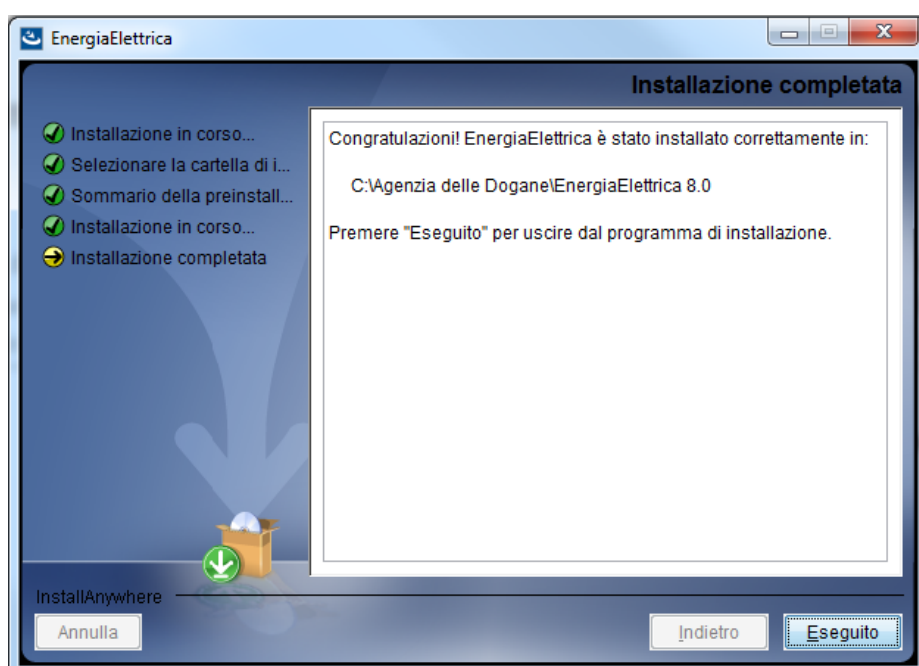 EnergiaElettrica
Installazione completata
Installazione in corso...
Selezionare la cartella di i...
Sommario della preinstall...
Installazione in corso...
Installazione completata
Congratulazioni! EnergiaElettrica è stato installato correttamente in:
C:\Agenzia delle Dogane\EnergiaElettrica 8.0
Premere "Eseguito" per uscire dal programma di installazione.
InstallAnywhere
Annulla
Indietro
Eseguito